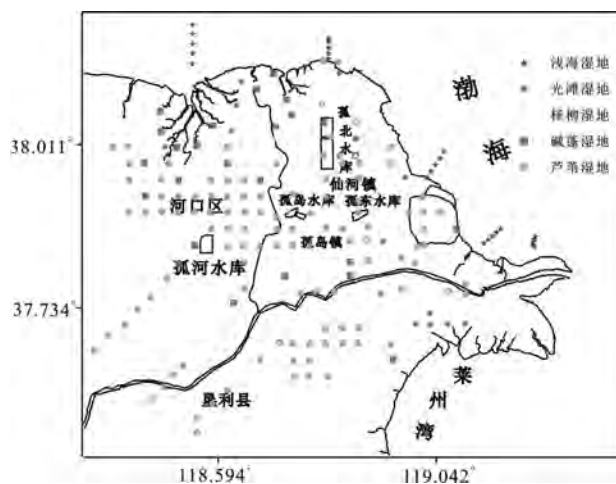 浅海湿地
光滩湿地
柽柳湿地
碱蓬湿地
芦苇湿地
渤海
38.011°
孤北水库
仙河镇
孤岛水库
孤东水库
河口区
孤岛镇
孤河水库
37.734°
垦利县
莱州湾
118.594°
119.042°